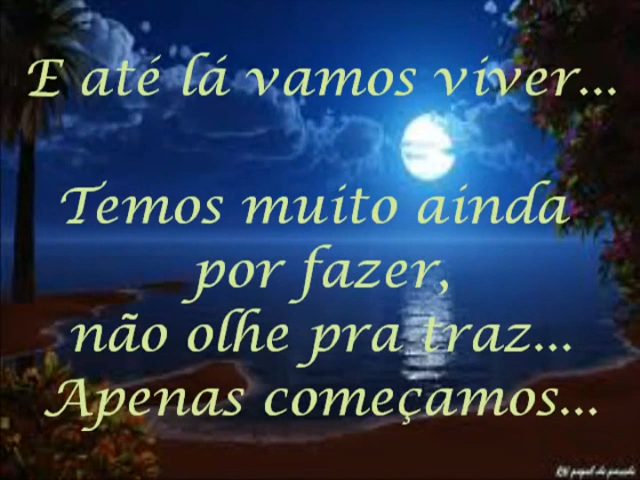 E até lá vamos viver...
Temos muito ainda
por fazer,
não olhe pra traz...
Apenas começamos...